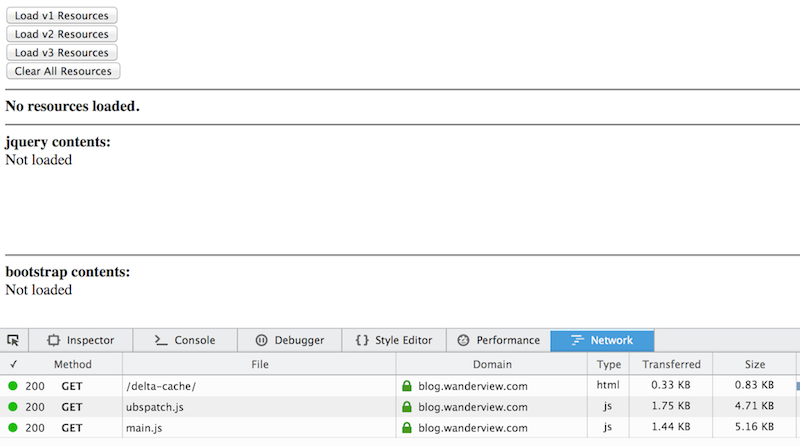 Load v1 Resources
Load v2 Resources
Load v3 Resources
Clear All Resources
No resources loaded.
jquery contents:
Not loaded
bootstrap contents:
Not loaded
Inspector Console Debugger Style Editor Performance Network
✓ Method File Domain Type Transferred Size
200 GET /delta-cache/ blog.wanderview.com html 0.33 KB 0.83 KB
200 GET ubspatch.js blog.wanderview.com js 1.75 KB 4.71 KB
200 GET main.js blog.wanderview.com js 1.44 KB 5.16 KB